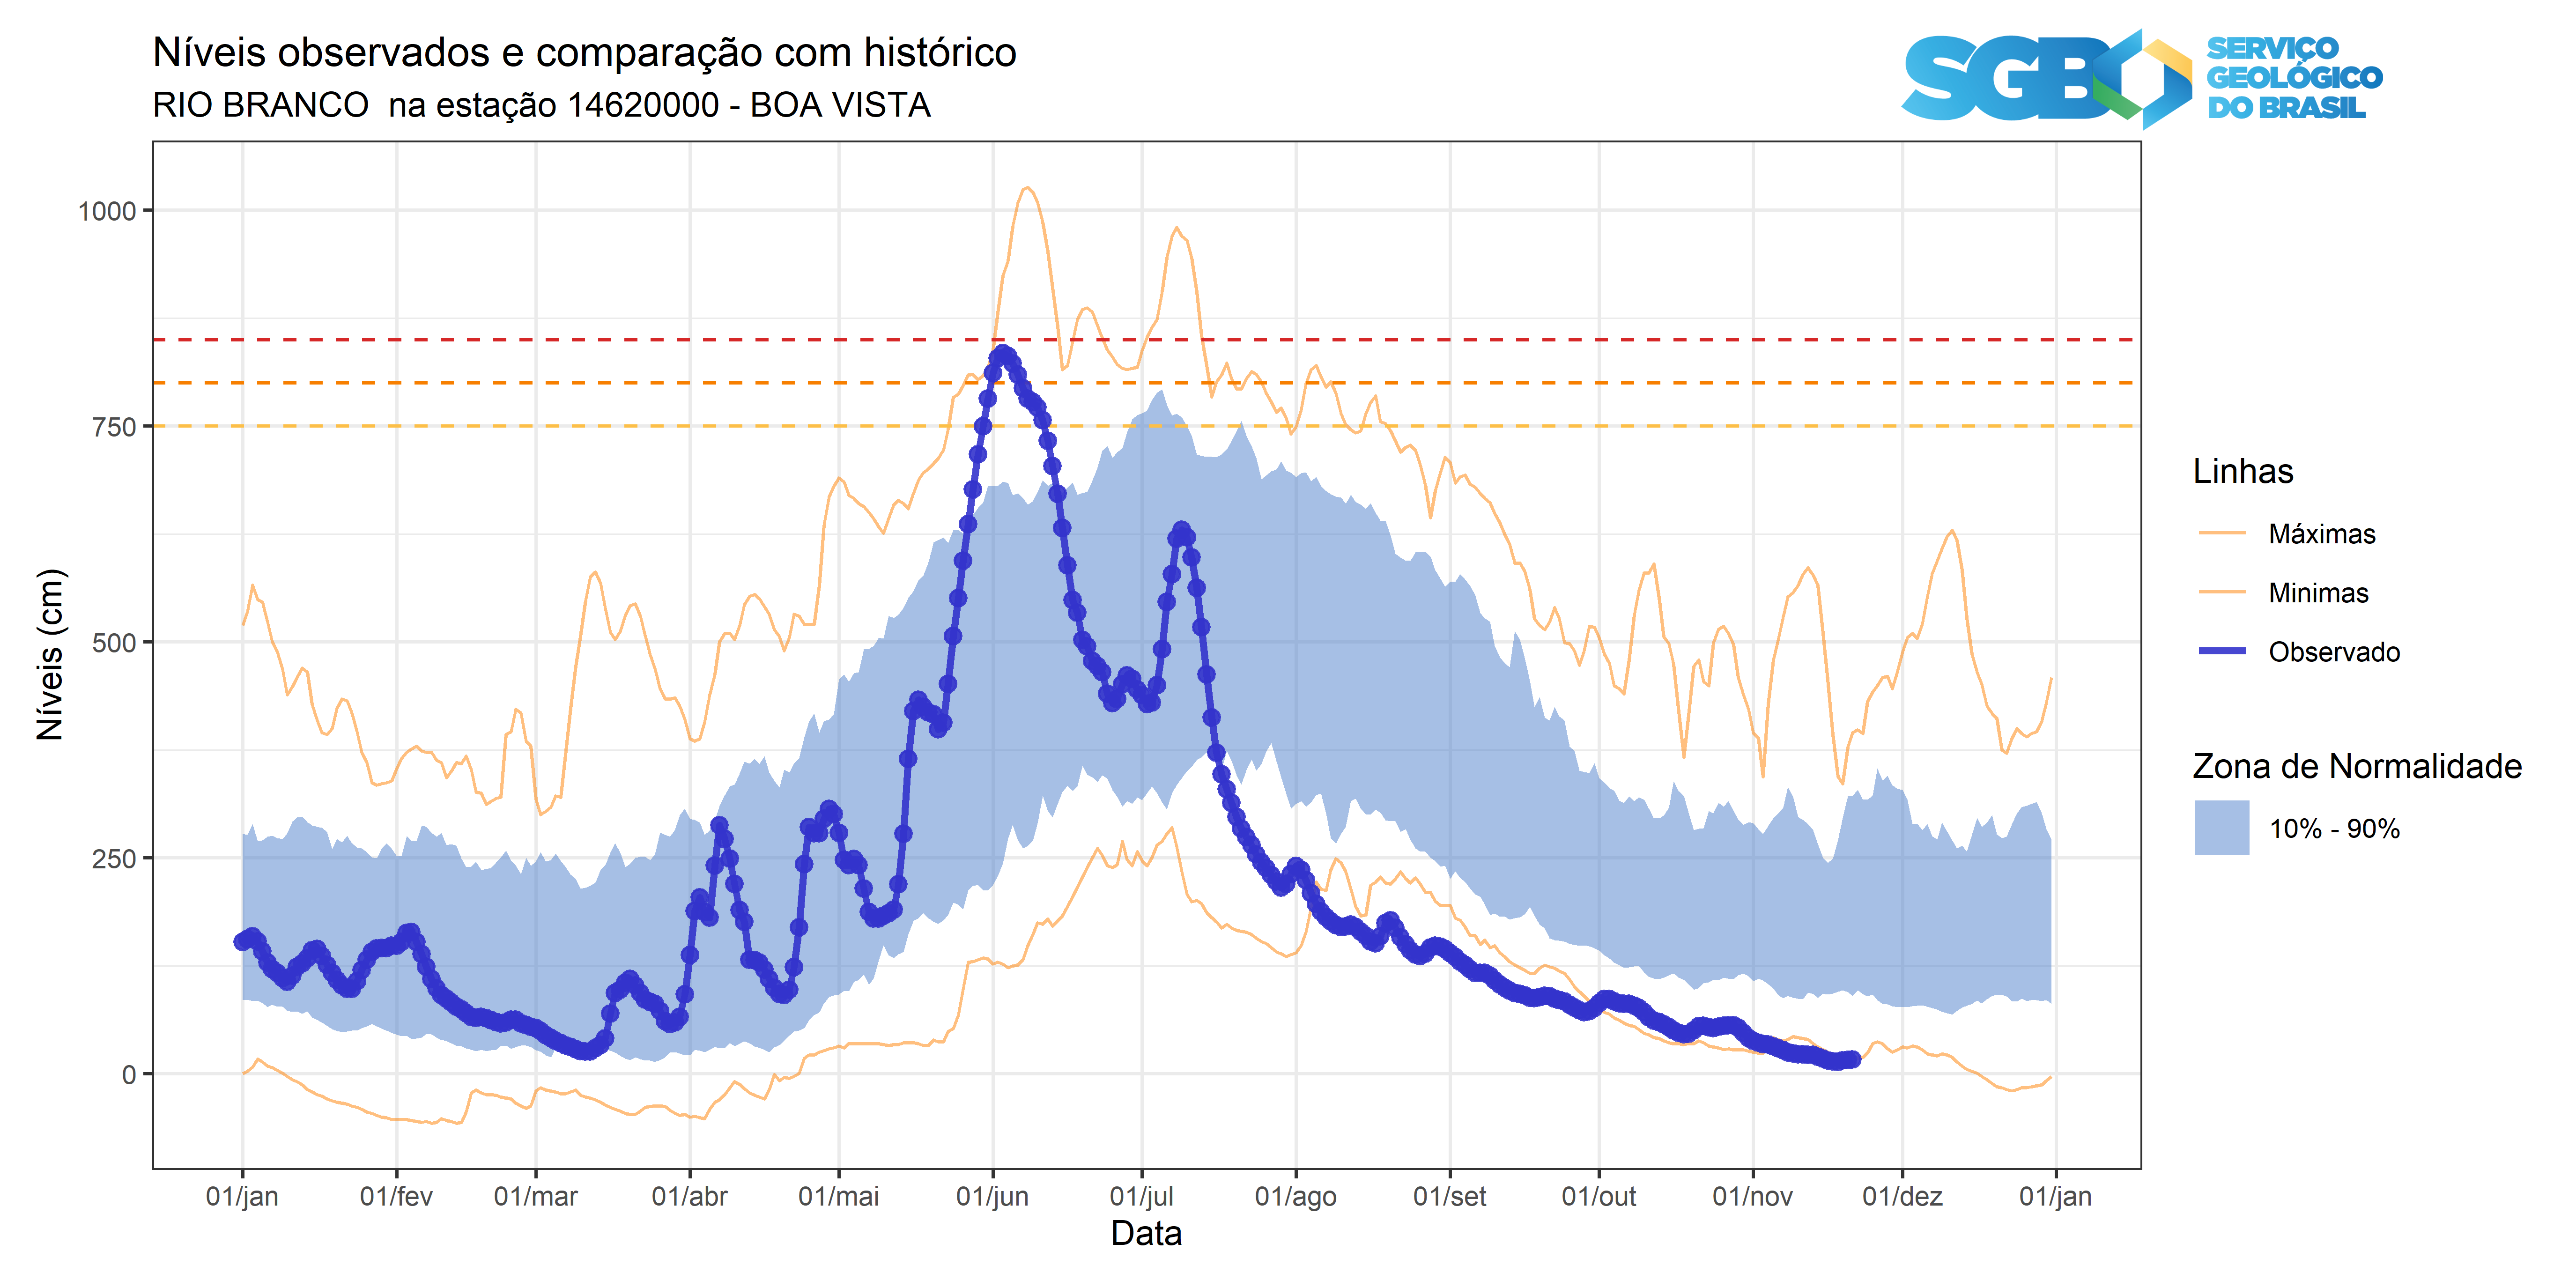 Níveis observados e comparação com histórico
RIO BRANCO  na estação 14620000 - BOA VISTA
SGB
SERVIÇO
GEOLÓGICO
DO BRASIL
Níveis (cm)
1000
750
500
250
0
01/jan
01/fev
01/mar
01/abr
01/mai
01/jun
01/jul
01/ago
01/set
01/out
01/nov
01/dez
01/jan
Data
Linhas
Máximas
Minimas
Observado
Zona de Normalidade
10% - 90%